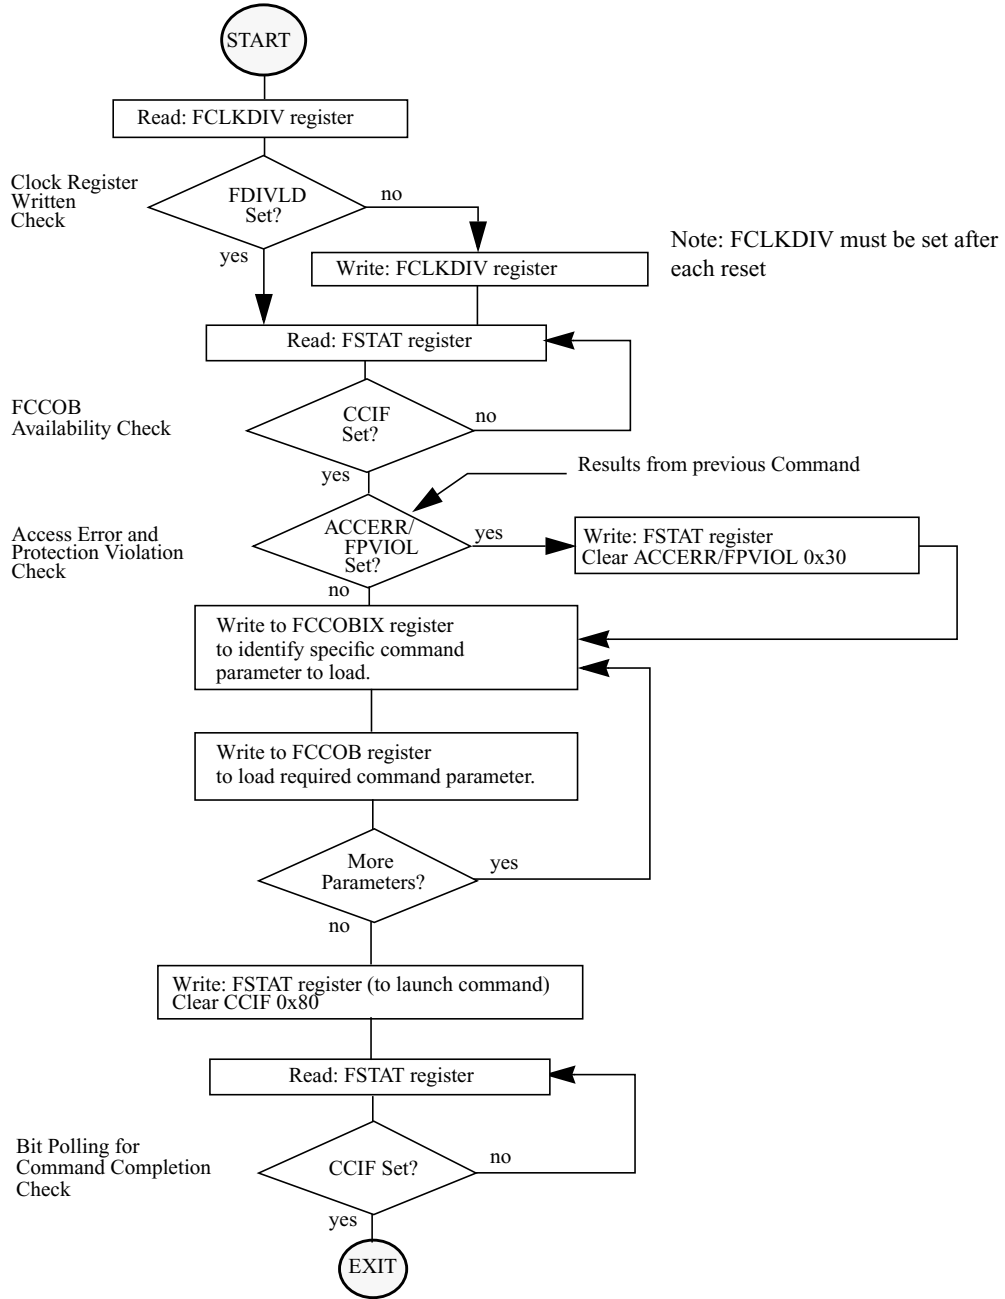 START
Read: FCLKDIV register
Clock Register
Written
Check
FDIVLD
Set?
no
yes
Write: FCLKDIV register
Note: FCLKDIV must be set after
each reset
Read: FSTAT register
FCCOB
Availability Check
CCIF
Set?
no
yes
Results from previous Command
Access Error and
Protection Violation
Check
ACCERR/
FPVIOL
Set?
yes
no
Write: FSTAT register
Clear ACCERR/FPVIOL 0x30
Write to FCCOBIX register
to identify specific command
parameter to load.
Write to FCCOB register
to load required command parameter.
More
Parameters?
yes
no
Write: FSTAT register (to launch command)
Clear CCIF 0x80
Read: FSTAT register
Bit Polling for
Command Completion
Check
CCIF Set?
no
yes
EXIT